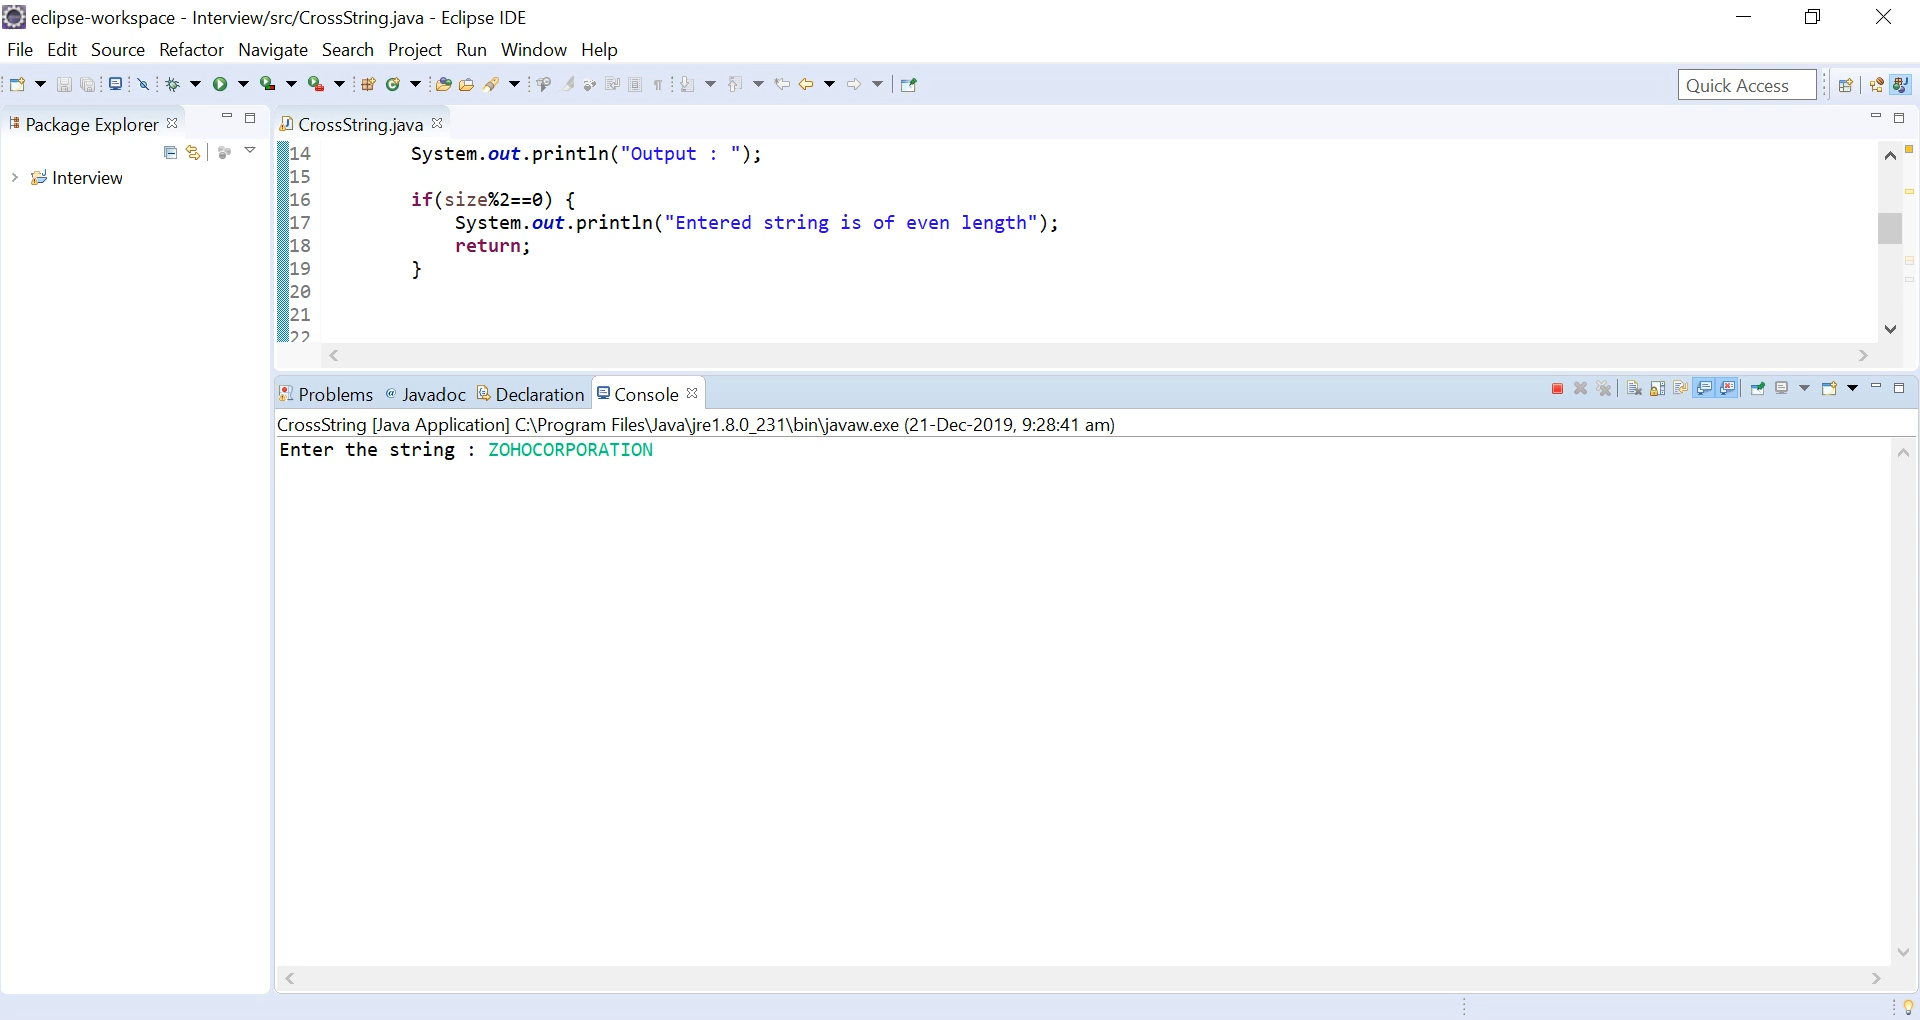 eclipse-workspace - Interview/src/CrossString.java - Eclipse IDE
File Edit Source Refactor Navigate Search Project Run Window Help
Quick Access
Package Explorer
CrossString.java
Interview
14 System.out.println("Output : ");
15
16 if(size%2==0) {
17 System.out.println("Entered string is of even length");
18 return;
19 }
20
21
22
Problems @ Javadoc Declaration Console
CrossString [Java Application] C:\Program Files\Java\jre1.8.0_231\bin\javaw.exe (21-Dec-2019, 9:28:41 am)
Enter the string : ZOHOCORPORATION